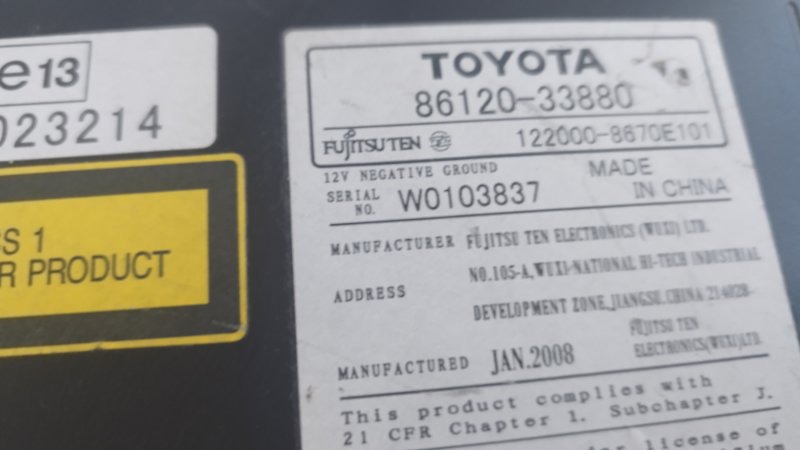 e13
023214
S 1
R PRODUCT
TOYOTA
86120-33880
FUJITSU TEN 122000-8670E101
12V NEGATIVE GROUND MADE
IN CHINA
SERIAL
NO. W0103837
MANUFACTURER FUJITSU TEN ELECTRONICS (WUXI) LTD.
ADDRESS NO.105-A,WUXI-NATIONAL HI-TECH INDUSTRIAL
DEVELOPMENT ZONE,JIANGSU,CHINA 214028
MANUFACTURED JAN.2008 FUJITSU TEN
ELECTRONICS(WUXI)LTD.
This product complies with
21 CFR Chapter 1. Subchapter J.
license of